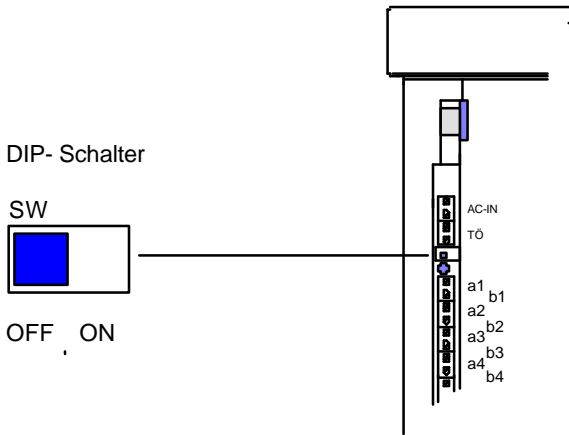 DIP- Schalter
SW
OFF ON
AC-IN
TÖ
a1
b1
a2
b2
a3
b3
a4
b4